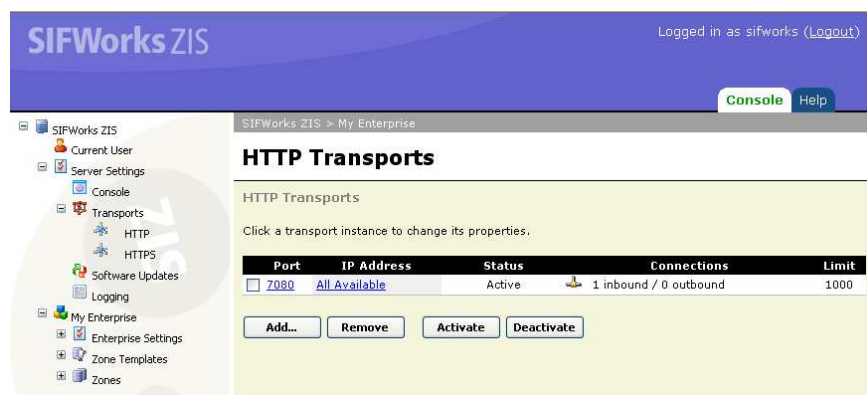 SIFWorks ZIS
Logged in as sifworks (Logout)
Console Help
SIFWorks ZIS
Current User
Server Settings
Console
Transports
HTTP
HTTPS
Software Updates
Logging
My Enterprise
Enterprise Settings
Zone Templates
Zones
ZIS
SIFWorks ZIS > My Enterprise
HTTP Transports
HTTP Transports
Click a transport instance to change its properties.
Port IP Address Status Connections Limit
7080 All Available Active 1 inbound / 0 outbound 1000
Add... Remove Activate Deactivate